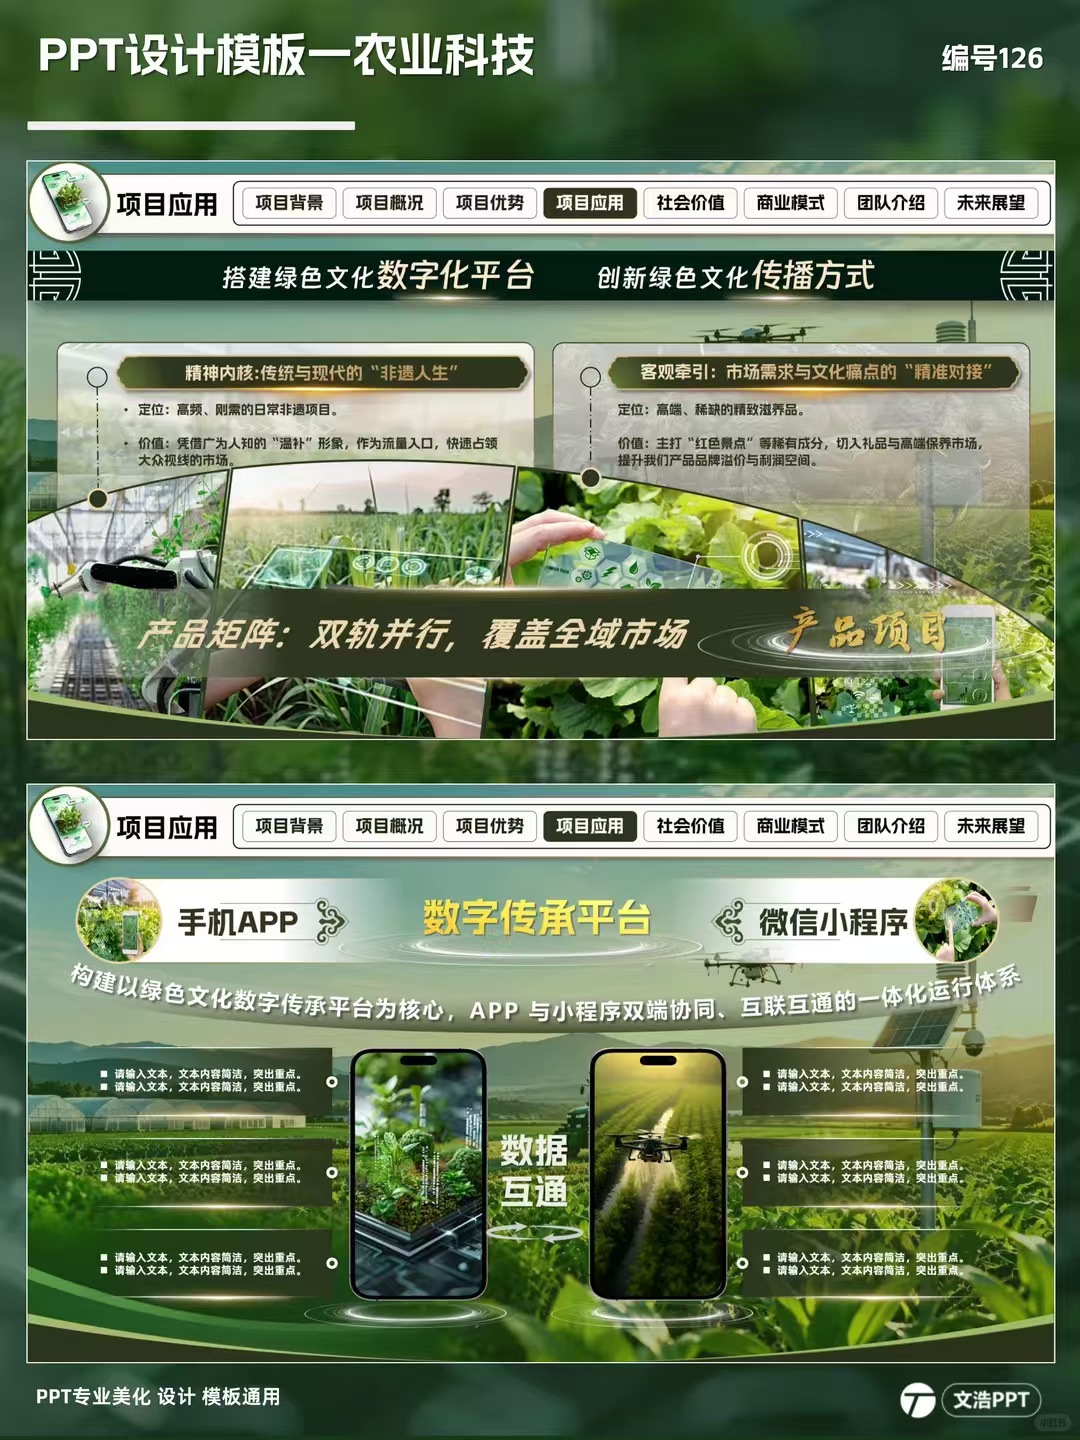 PPT设计模板—农业科技
编号126
项目应用
项目背景
项目概况
项目优势
项目应用
社会价值
商业模式
团队介绍
未来展望
搭建绿色文化数字化平台
创新绿色文化传播方式
精神内核:传统与现代的“非遗人生”
• 定位：高频、刚需的日常非遗项目。
• 价值：凭借广为人知的“温补”形象，作为流量入口，快速占领
大众视线的市场。
客观牵引：市场需求与文化痛点的“精准对接”
定位：高端、稀缺的精致滋养品。
价值：主打“红色景点”等稀有成分，切入礼品与高端保养市场，
提升我们产品品牌溢价与利润空间。
产品矩阵：双轨并行，覆盖全域市场
产品项目
项目应用
项目背景
项目概况
项目优势
项目应用
社会价值
商业模式
团队介绍
未来展望
手机APP
数字传承平台
微信小程序
构建以绿色文化数字传承平台为核心，APP 与小程序双端协同、互联互通的一体化运行体系
■ 请输入文本，文本内容简洁，突出重点。
■ 请输入文本，文本内容简洁，突出重点。
■ 请输入文本，文本内容简洁，突出重点。
■ 请输入文本，文本内容简洁，突出重点。
■ 请输入文本，文本内容简洁，突出重点。
■ 请输入文本，文本内容简洁，突出重点。
数据
互通
■ 请输入文本，文本内容简洁，突出重点。
■ 请输入文本，文本内容简洁，突出重点。
■ 请输入文本，文本内容简洁，突出重点。
■ 请输入文本，文本内容简洁，突出重点。
■ 请输入文本，文本内容简洁，突出重点。
■ 请输入文本，文本内容简洁，突出重点。
PPT专业美化 设计 模板通用
文浩PPT